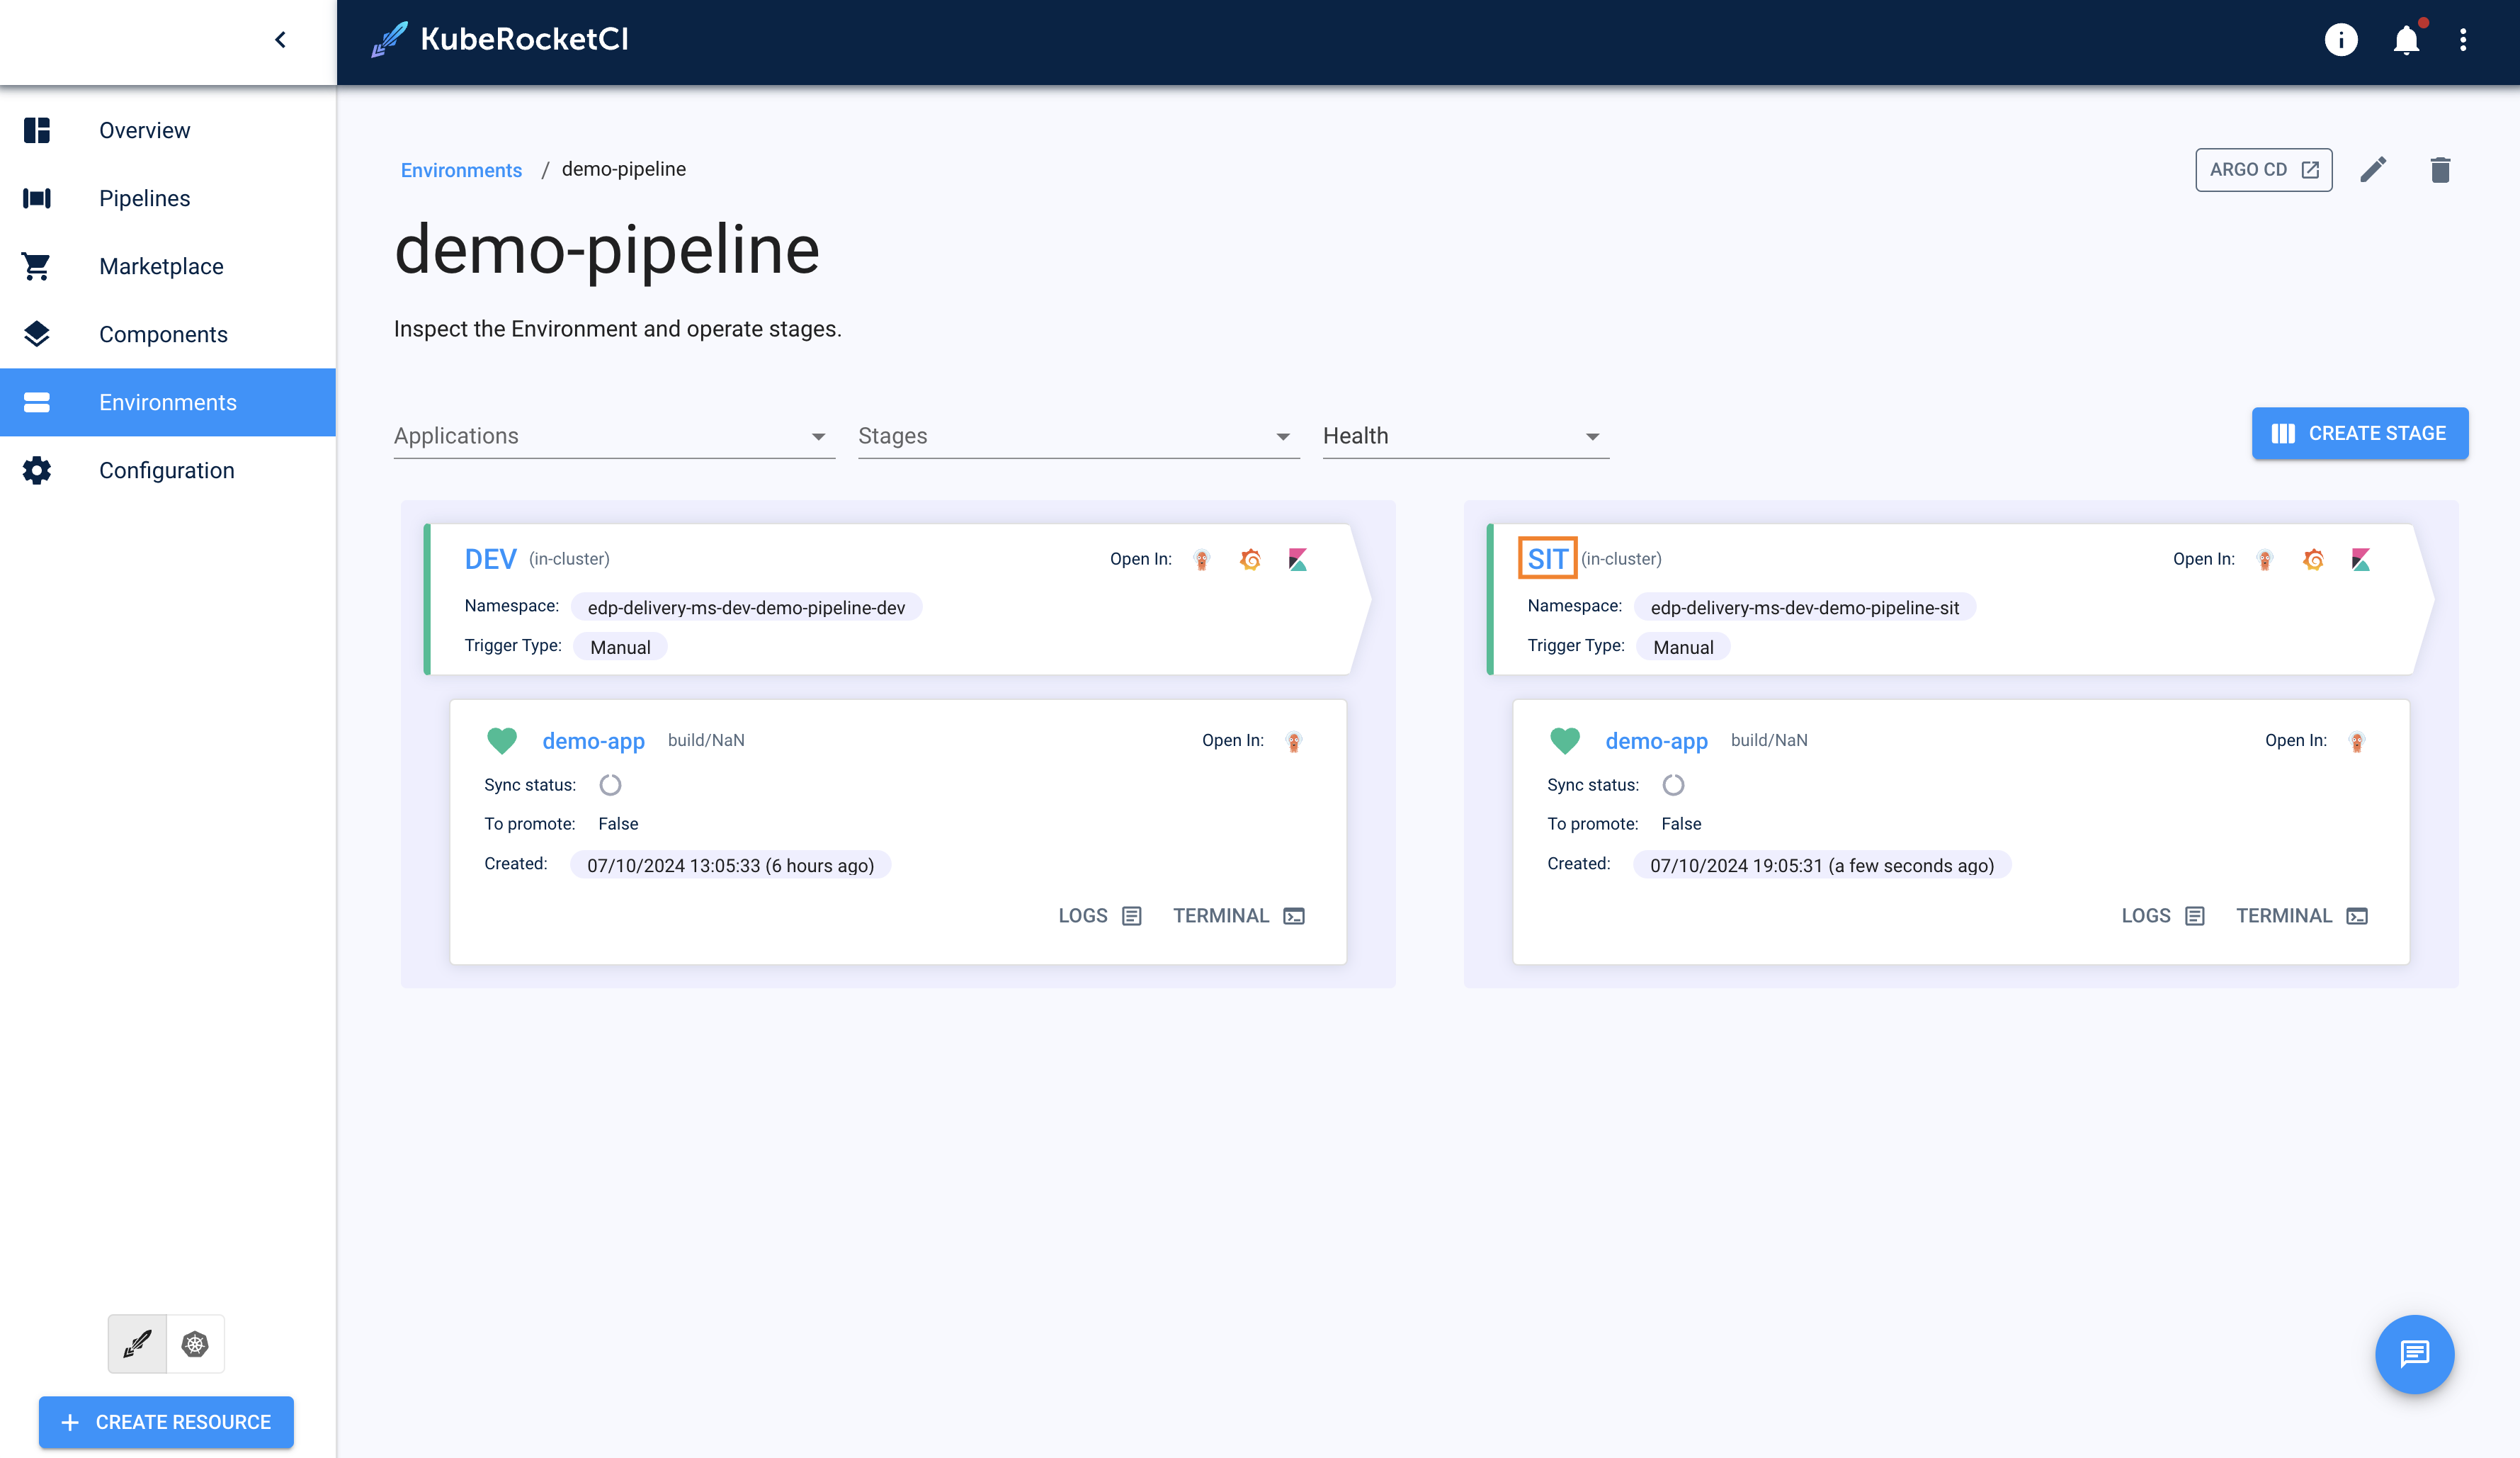 KubeRocketCI
Overview
Pipelines
Marketplace
Components
Environments
Configuration
CREATE RESOURCE
Environments / demo-pipeline
ARGO CD
demo-pipeline
Inspect the Environment and operate stages.
Applications
Stages
Health
CREATE STAGE
DEV (in-cluster)
Open In:
Namespace: edp-delivery-ms-dev-demo-pipeline-dev
Trigger Type: Manual
demo-app build/NaN
Open In:
Sync status:
To promote: False
Created: 07/10/2024 13:05:33 (6 hours ago)
LOGS
TERMINAL
SIT (in-cluster)
Open In:
Namespace: edp-delivery-ms-dev-demo-pipeline-sit
Trigger Type: Manual
demo-app build/NaN
Open In:
Sync status:
To promote: False
Created: 07/10/2024 19:05:31 (a few seconds ago)
LOGS
TERMINAL